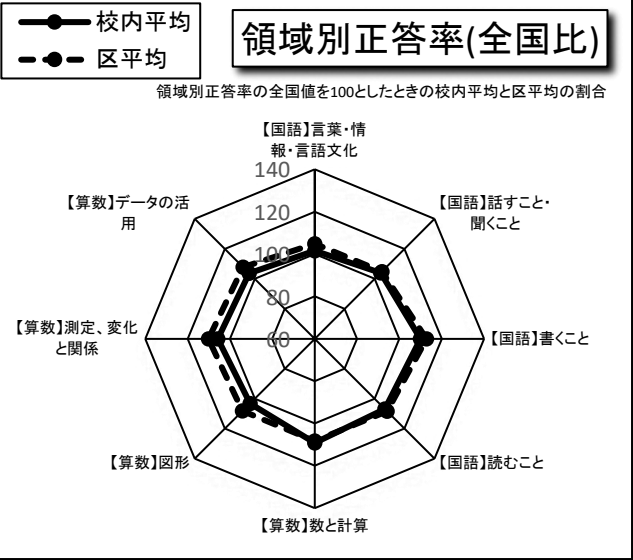 校内平均
区平均
領域別正答率(全国比)
領域別正答率の全国値を100としたときの校内平均と区平均の割合
【国語】言葉・情
報・言語文化
【国語】話すこと・
聞くこと
【国語】書くこと
【国語】読むこと
【算数】数と計算
【算数】図形
【算数】測定、変化
と関係
【算数】データの活
用
140
120
100
80
60